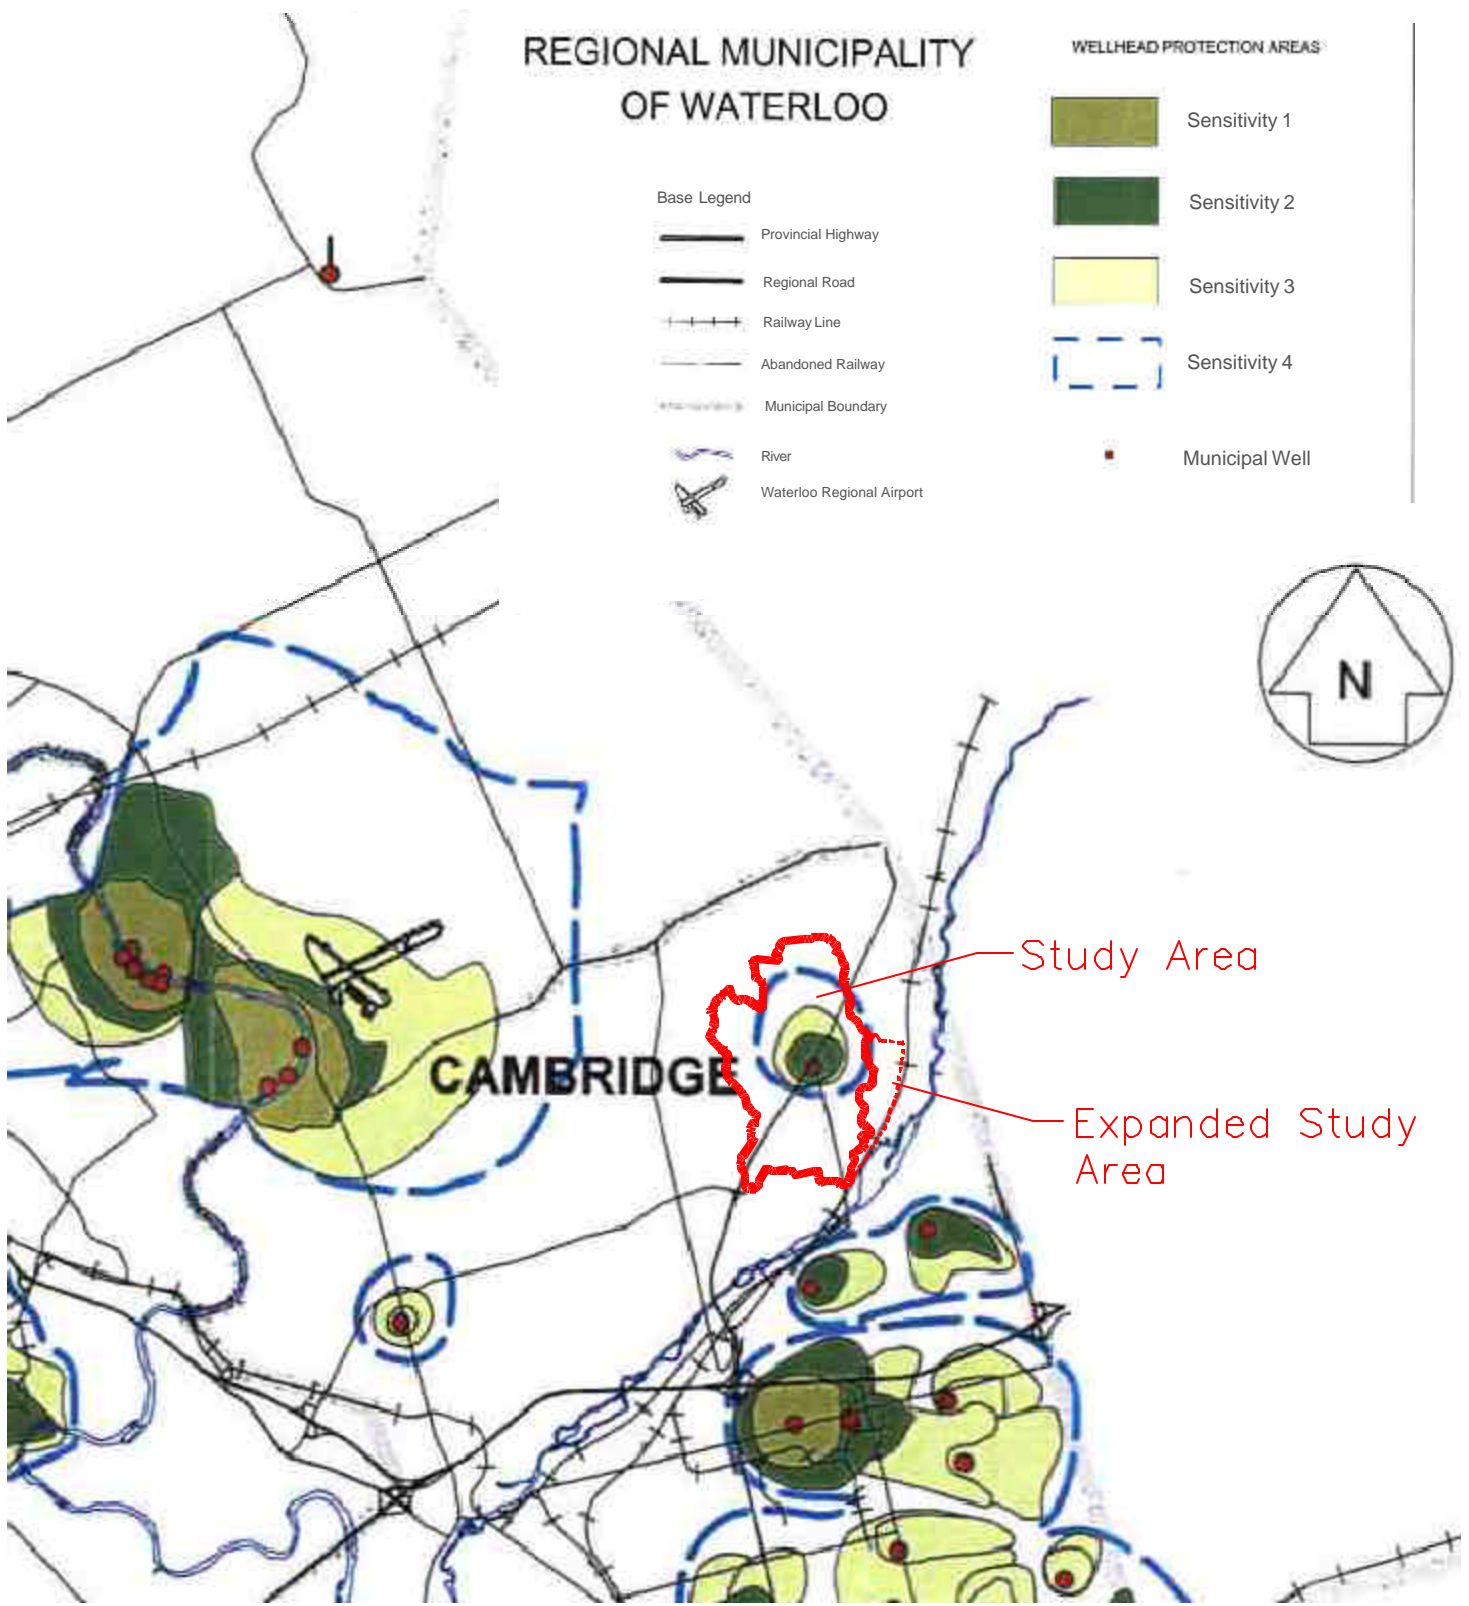 REGIONAL MUNICIPALITY
OF WATERLOO
Base Legend
Provincial Highway
Regional Road
Railway Line
Abandoned Railway
Municipal Boundary
River
Waterloo Regional Airport
WELLHEAD PROTECTION AREAS
Sensitivity 1
Sensitivity 2
Sensitivity 3
Sensitivity 4
Municipal Well
N
Study Area
CAMBRIDGE
Expanded Study
Area